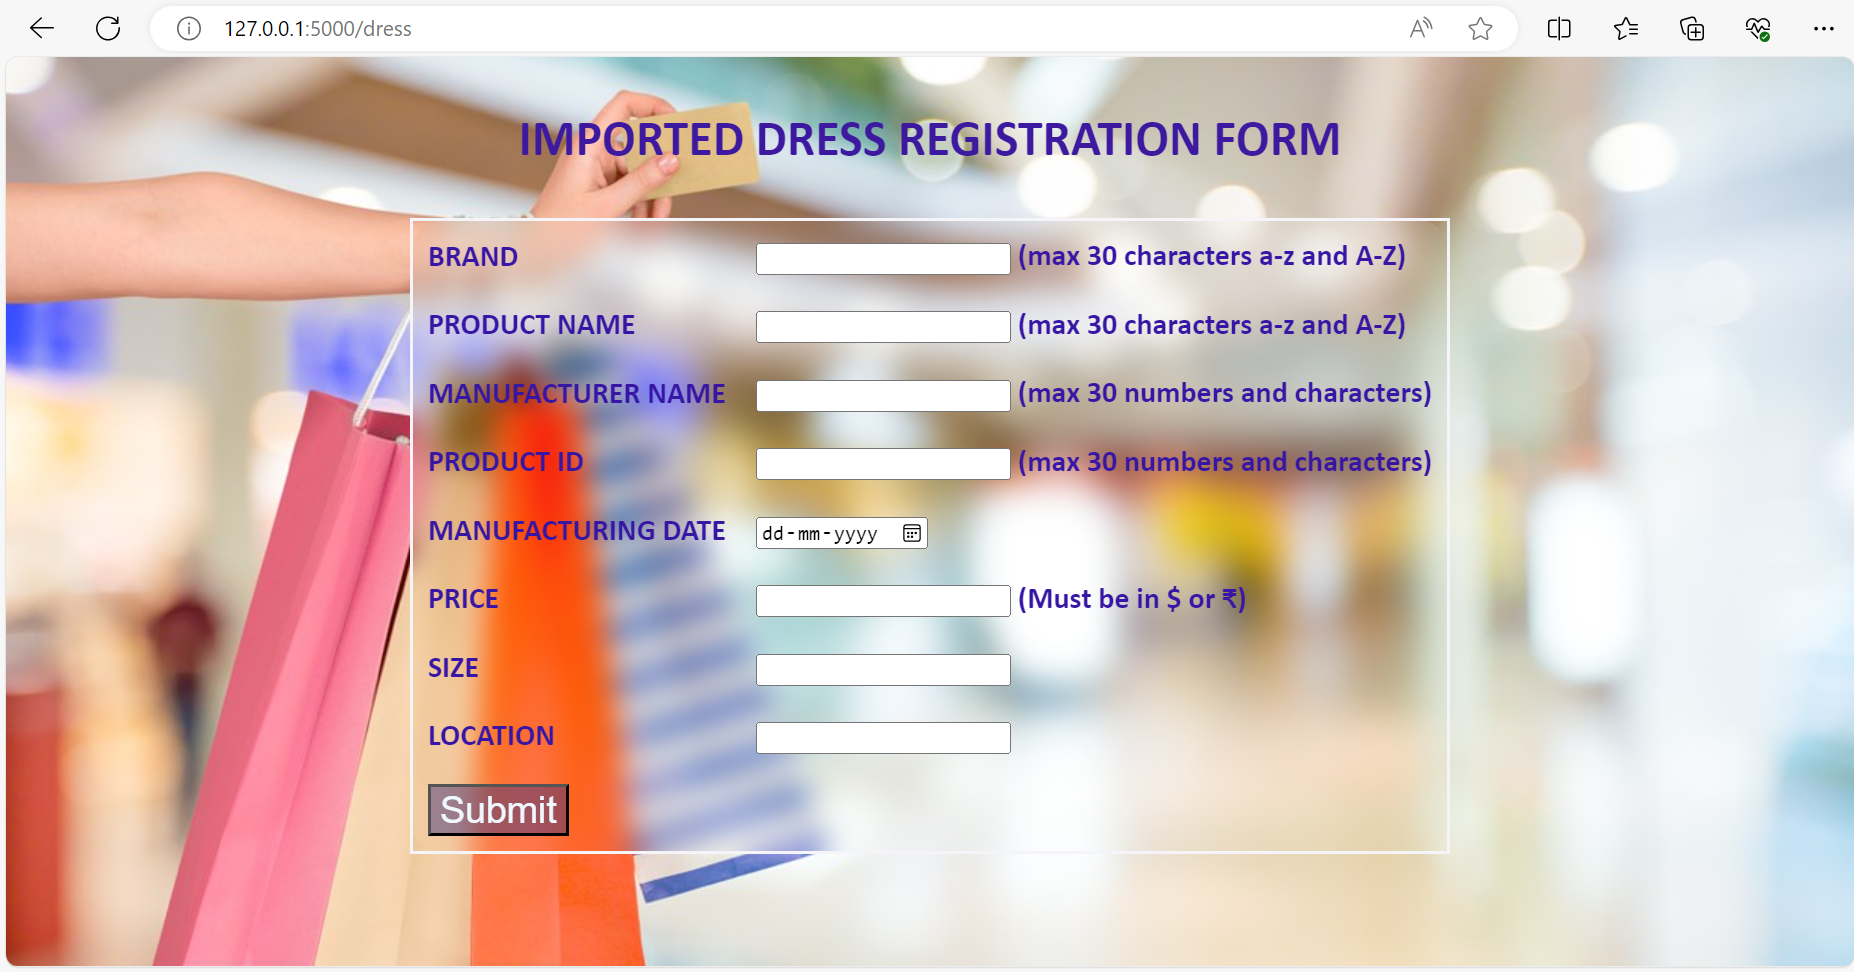 127.0.0.1:5000/dress
IMPORTED DRESS REGISTRATION FORM
BRAND (max 30 characters a-z and A-Z)
PRODUCT NAME (max 30 characters a-z and A-Z)
MANUFACTURER NAME (max 30 numbers and characters)
PRODUCT ID (max 30 numbers and characters)
MANUFACTURING DATE dd-mm-yyyy
PRICE (Must be in $ or ₹)
SIZE
LOCATION
Submit